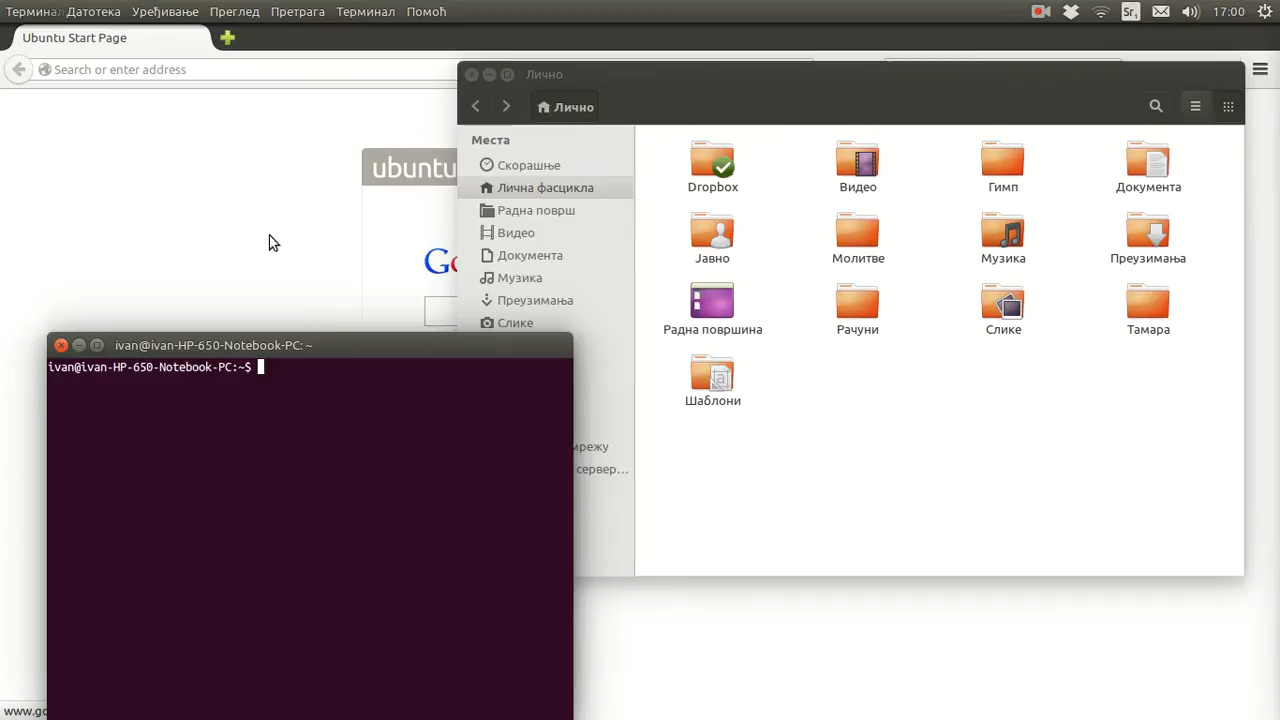 Терминал Датотека Уређивање Преглед Претрага Терминал Помоћ
Sr₁ 17:00
Ubuntu Start Page
Search or enter address
Лично
Лично
ubuntu
Места
Скорашње
Лична фасцикла
Радна површ
Видео
Документа
Музика
Преузимања
Слике
сервер…
Dropbox Видео Гимп Документа
Јавно Молитве Музика Преузимања
Радна површина Рачуни Слике Тамара
Шаблони
ivan@ivan-HP-650-Notebook-PC: ~
ivan@ivan-HP-650-Notebook-PC:~$
www.go